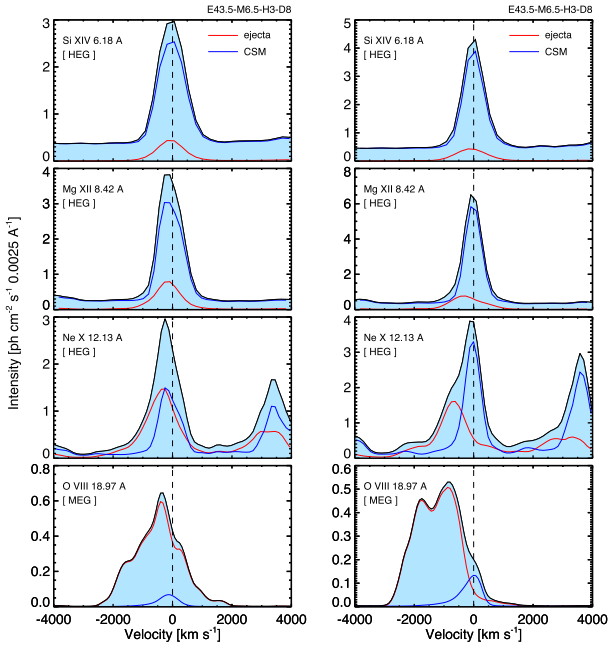 E43.5-M6.5-H3-D8
Si XIV 6.18 A
[ HEG ]
ejecta
CSM
3
2
1
0
Mg XII 8.42 A
[ HEG ]
4
3
2
1
0
Ne X 12.13 A
[ HEG ]
3
2
1
0
O VIII 18.97 A
[ MEG ]
0.8
0.6
0.4
0.2
0.0
-4000 -2000 0 2000 4000
Velocity [km s-1]
Intensity [ph cm-2 s-1 0.0025 A-1]
E43.5-M6.5-H3-D8
Si XIV 6.18 A
[ HEG ]
ejecta
CSM
5
4
3
2
1
0
Mg XII 8.42 A
[ HEG ]
8
6
4
2
0
Ne X 12.13 A
[ HEG ]
4
3
2
1
0
O VIII 18.97 A
[ MEG ]
0.6
0.5
0.4
0.3
0.2
0.1
0.0
-4000 -2000 0 2000 4000
Velocity [km s-1]